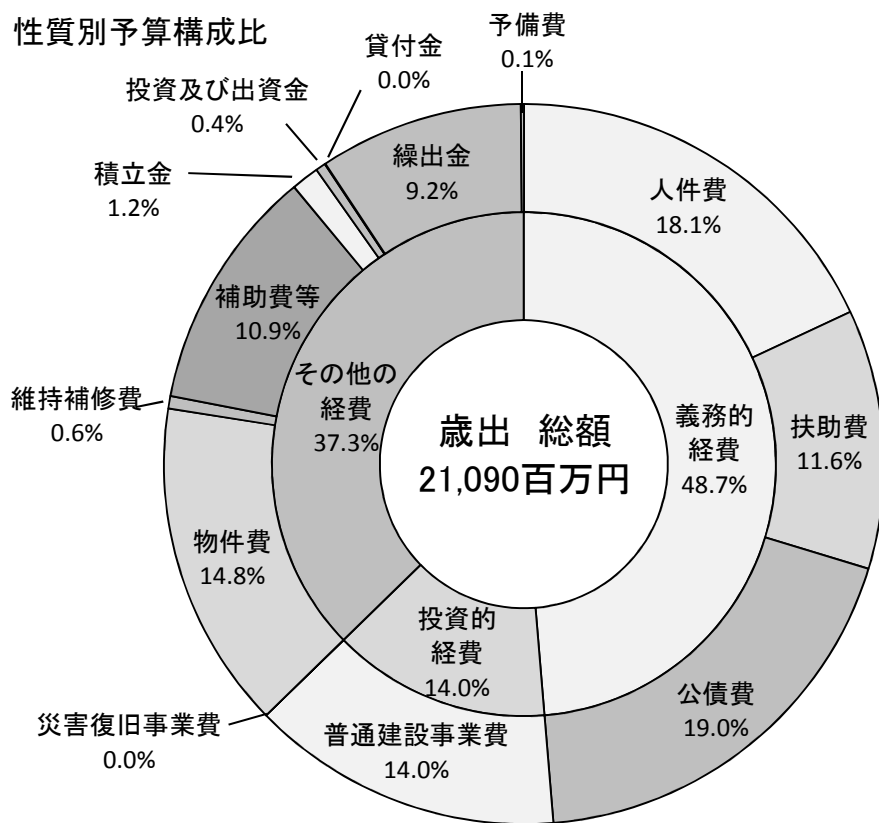 性質別予算構成比
予備費
0.1%
貸付金
0.0%
投資及び出資金
0.4%
積立金
1.2%
繰出金
9.2%
人件費
18.1%
補助費等
10.9%
その他の
経費
37.3%
維持補修費
0.6%
歳出　総額
21,090百万円
義務的
経費
48.7%
扶助費
11.6%
物件費
14.8%
投資的
経費
14.0%
公債費
19.0%
災害復旧事業費
0.0%
普通建設事業費
14.0%